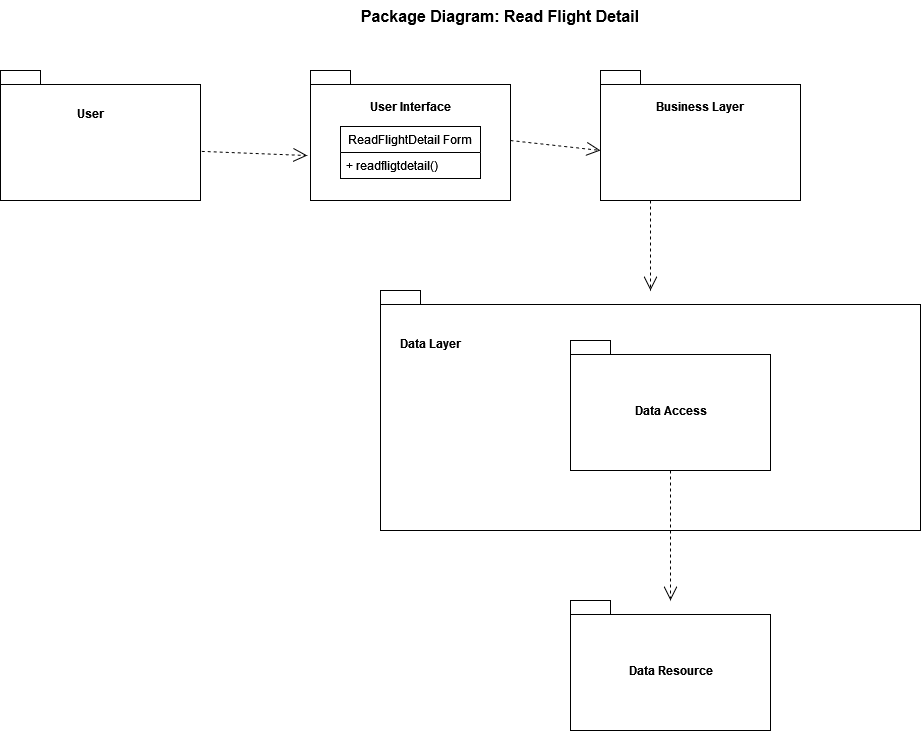 Package Diagram: Read Flight Detail
User
User Interface
ReadFlightDetail Form
+ readfligtdetail()
Business Layer
Data Layer
Data Access
Data Resource